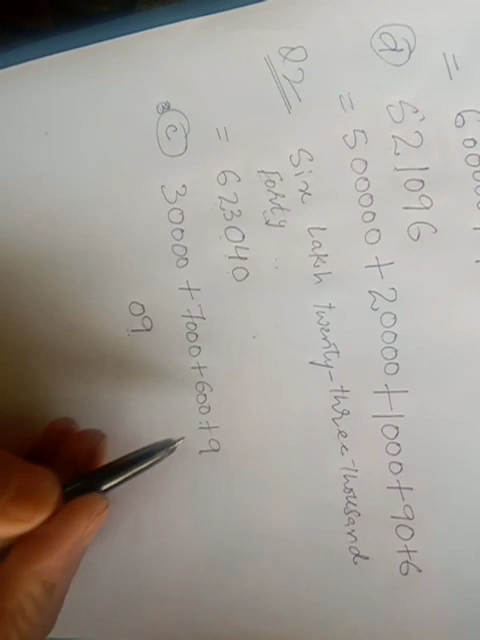 = 60000
(d) 521096
= 500000 + 20000 + 1000 + 90 + 6
Q2 Six lakh twenty-three thousand
forty
= 623040
(c) 30000 + 7000 + 600 + 9
09